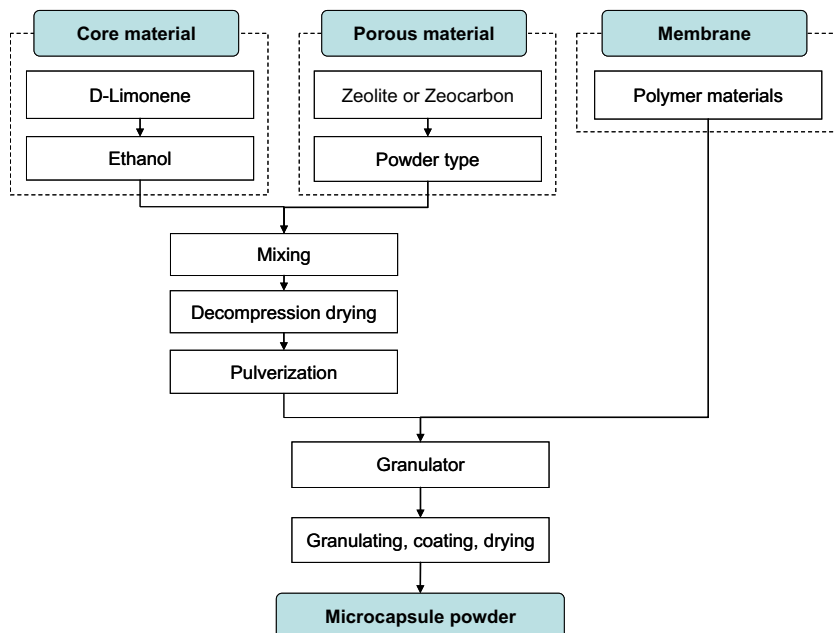 Core material
Porous material
Membrane
D-Limonene
Zeolite or Zeocarbon
Polymer materials
Ethanol
Powder type
Mixing
Decompression drying
Pulverization
Granulator
Granulating, coating, drying
Microcapsule powder